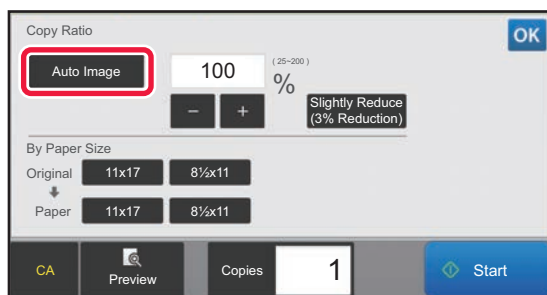 Copy Ratio
OK
Auto Image
100
(25~200)
%
－
＋
Slightly Reduce
(3% Reduction)
By Paper Size
Original 11x17 8½x11
Paper 11x17 8½x11
CA
Preview
Copies
1
Start